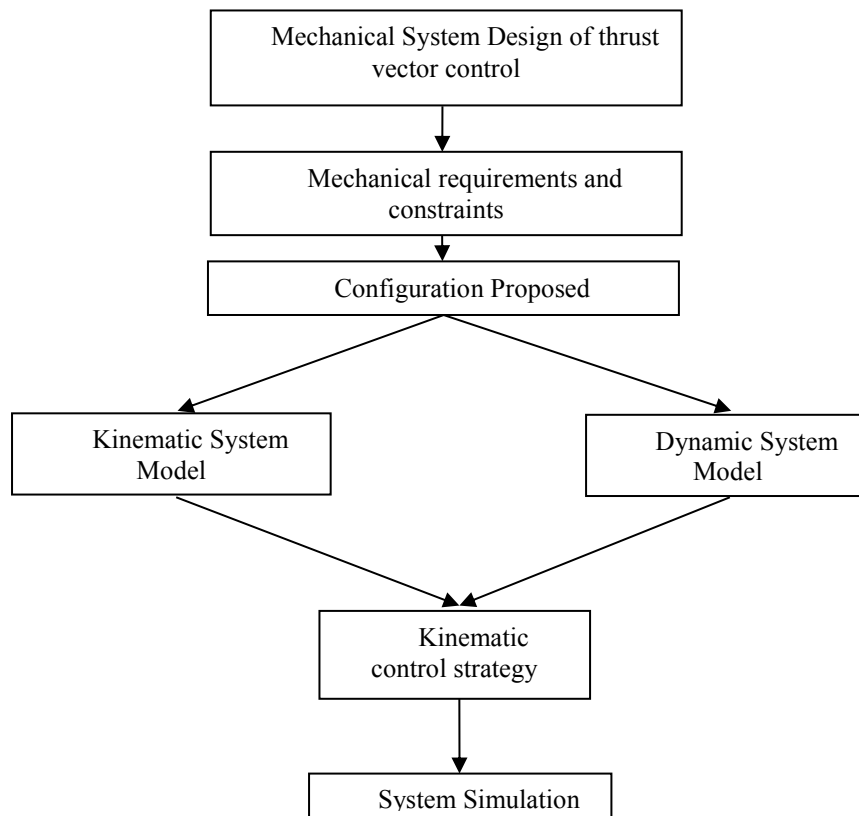 Mechanical System Design of thrust
vector control
Mechanical requirements and
constraints
Configuration Proposed
Kinematic System
Model
Dynamic System
Model
Kinematic
control strategy
System Simulation